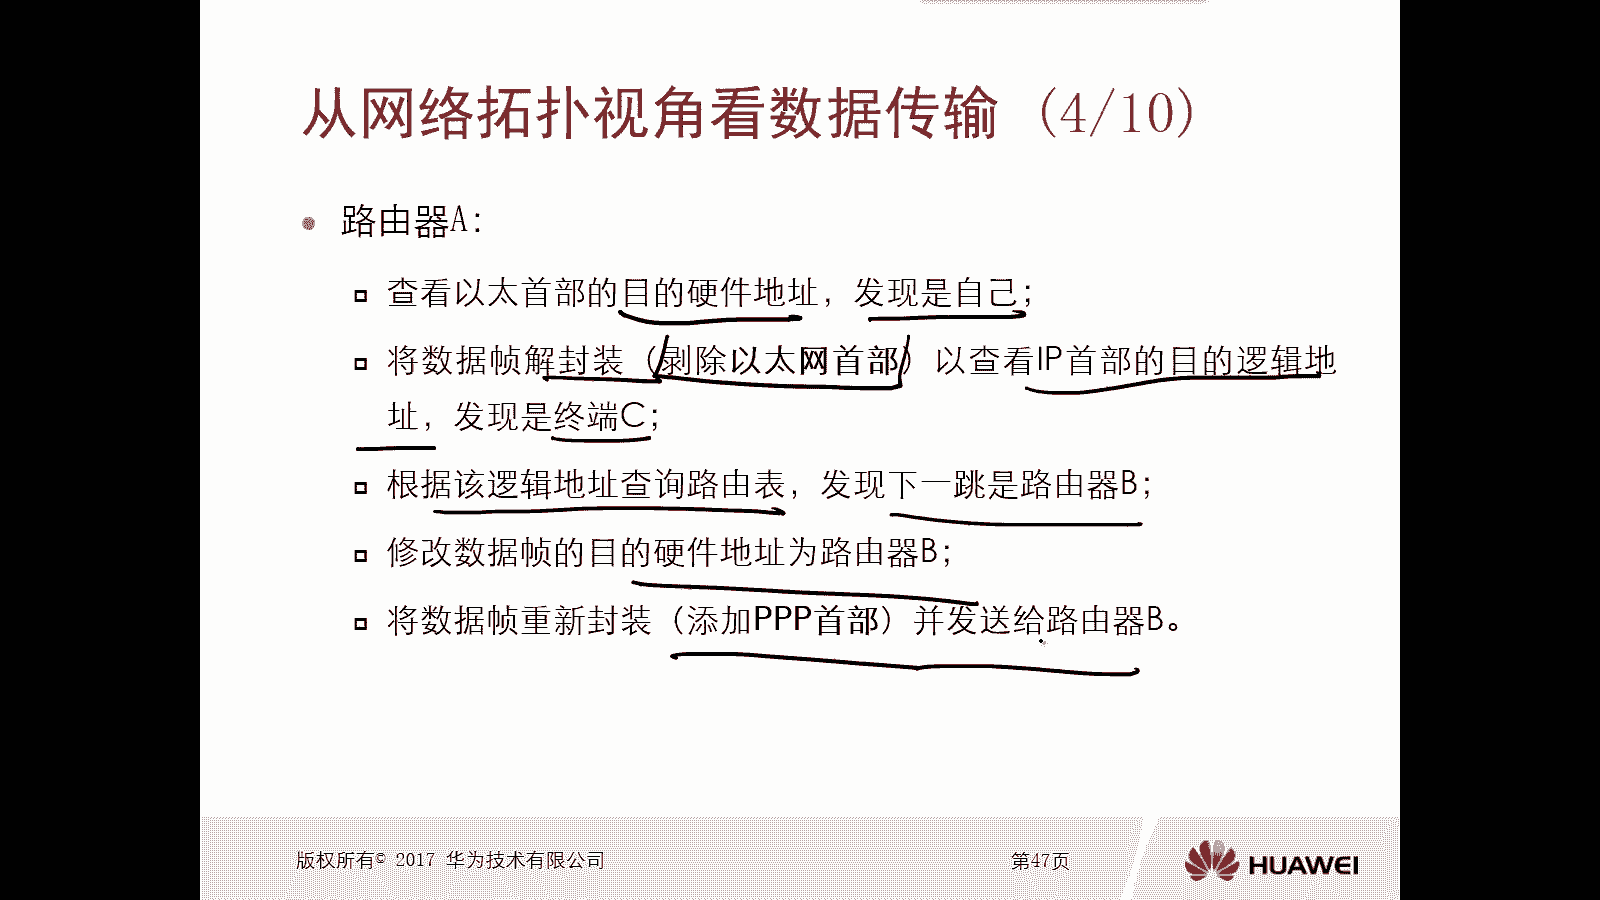 从网络拓扑视角看数据传输 (4/10)
路由器A：
查看以太首部的目的硬件地址，发现是自己；
将数据帧解封装（剥除以太网首部）以查看IP首部的目的逻辑地
址，发现是终端C；
根据该逻辑地址查询路由表，发现下一跳是路由器B；
修改数据帧的目的硬件地址为路由器B；
将数据帧重新封装（添加PPP首部）并发送给路由器B。
版权所有© 2017 华为技术有限公司
第47页
HUAWEI